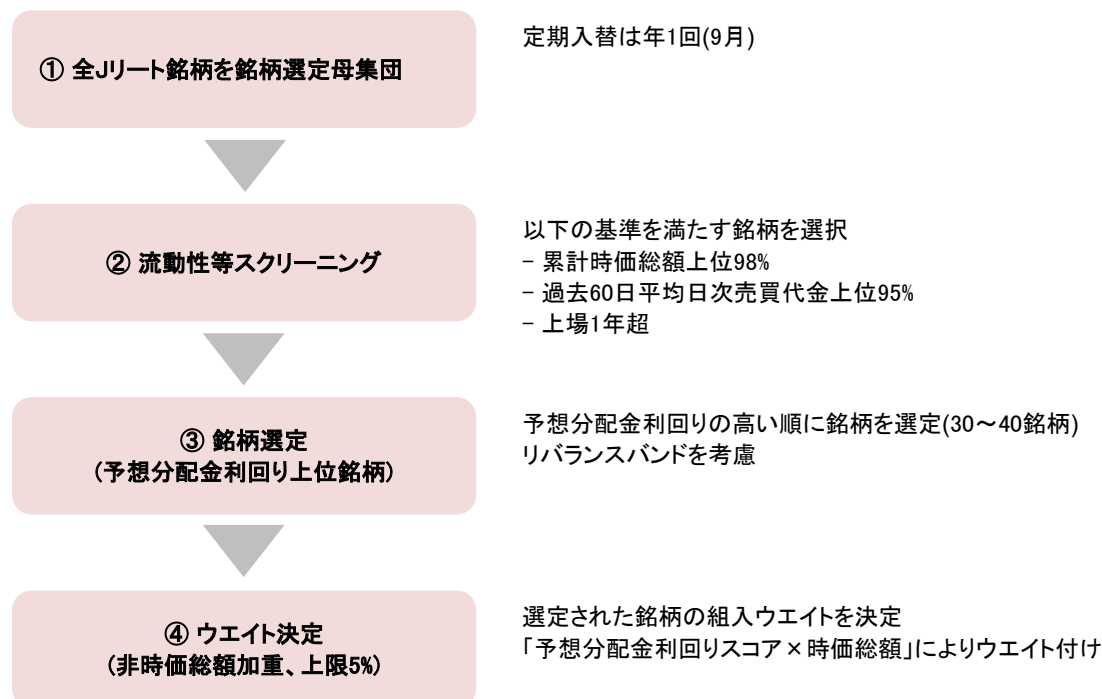 ① 全Jリート銘柄を銘柄選定母集団
定期入替は年1回(9月)
② 流動性等スクリーニング
以下の基準を満たす銘柄を選択
- 累計時価総額上位98%
- 過去60日平均日次売買代金上位95%
- 上場1年超
③ 銘柄選定
(予想分配金利回り上位銘柄)
予想分配金利回りの高い順に銘柄を選定(30～40銘柄)
リバランスバンドを考慮
④ ウエイト決定
(非時価総額加重、上限5%)
選定された銘柄の組入ウエイトを決定
「予想分配金利回りスコア×時価総額」によりウエイト付け